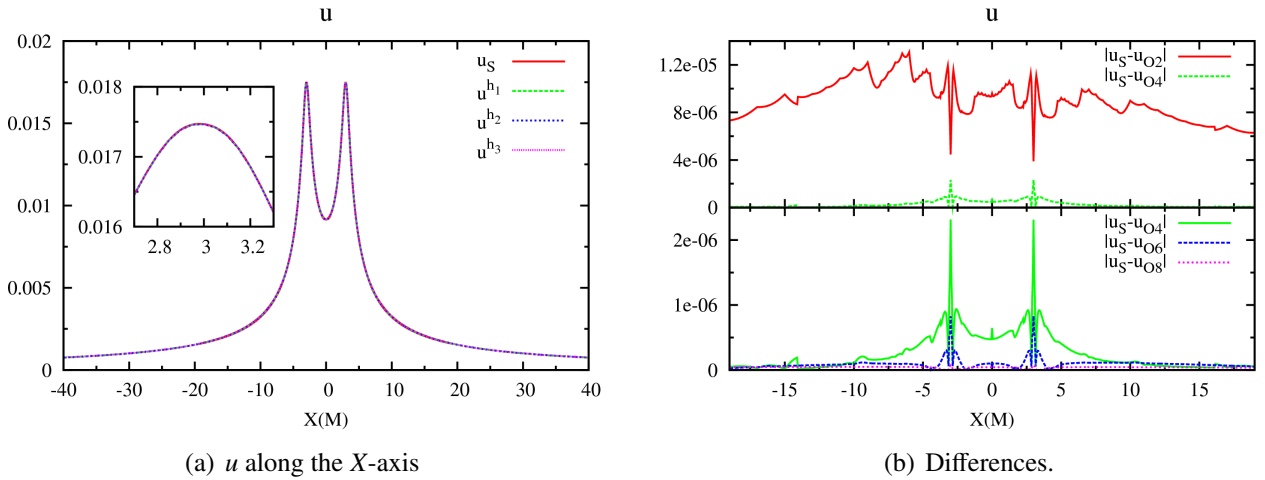 u
0.02
0.015
0.01
0.005
0
-40
-30
-20
-10
0
10
20
30
40
X(M)
u_S
u^{h_1}
u^{h_2}
u^{h_3}
0.018
0.017
0.016
2.8
3
3.2
(a) u along the X-axis
u
1.2e-05
8e-06
4e-06
0
|u_S-u_{O2}|
|u_S-u_{O4}|
2e-06
1e-06
0
|u_S-u_{O4}|
|u_S-u_{O6}|
|u_S-u_{O8}|
-15
-10
-5
0
5
10
15
X(M)
(b) Differences.